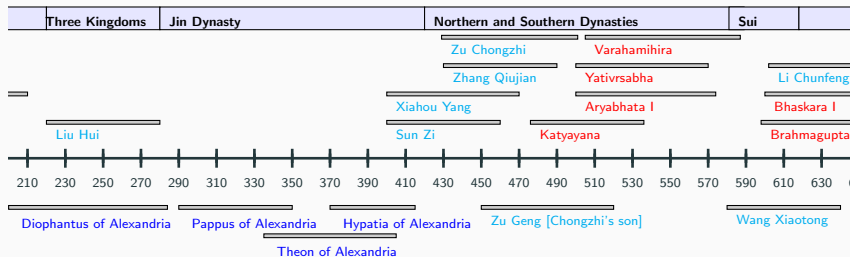 Three Kingdoms Jin Dynasty Northern and Southern Dynasties Sui
Zu Chongzhi Varahamihira
Zhang Qiujian Yativrsabha Li Chunfeng
Xiahou Yang Aryabhata I Bhaskara I
Liu Hui Sun Zi Katyayana Brahmagupta
210 230 250 270 290 310 330 350 370 390 410 430 450 470 490 510 530 550 570 590 610 630
Diophantus of Alexandria Pappus of Alexandria Hypatia of Alexandria Zu Geng [Chongzhi's son] Wang Xiaotong
Theon of Alexandria